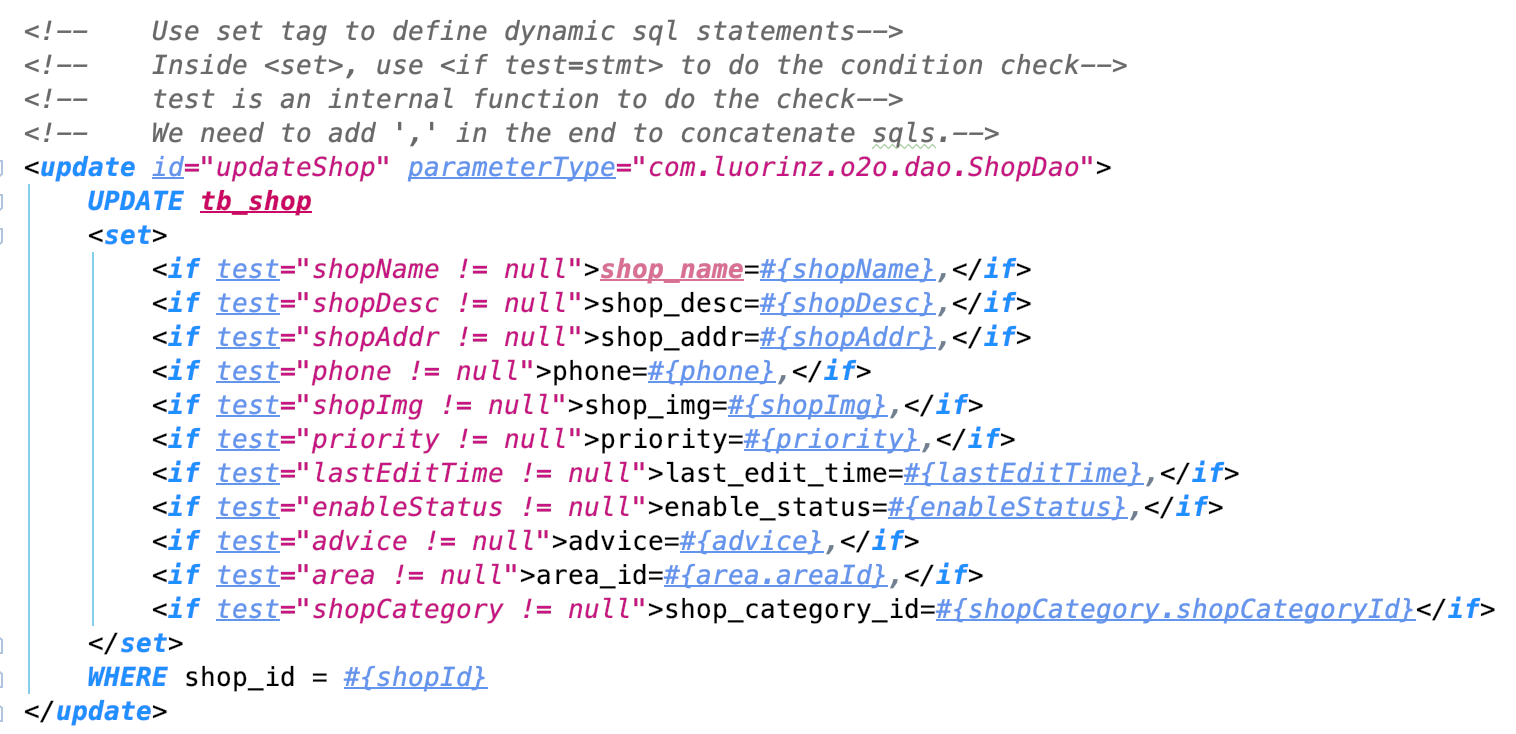 <!--    Use set tag to define dynamic sql statements-->
<!--    Inside <set>, use <if test=stmt> to do the condition check-->
<!--    test is an internal function to do the check-->
<!--    We need to add ',' in the end to concatenate sqls.-->
<update id="updateShop" parameterType="com.luorinz.o2o.dao.ShopDao">
    UPDATE tb_shop
    <set>
        <if test="shopName != null">shop_name=#{shopName},</if>
        <if test="shopDesc != null">shop_desc=#{shopDesc},</if>
        <if test="shopAddr != null">shop_addr=#{shopAddr},</if>
        <if test="phone != null">phone=#{phone},</if>
        <if test="shopImg != null">shop_img=#{shopImg},</if>
        <if test="priority != null">priority=#{priority},</if>
        <if test="lastEditTime != null">last_edit_time=#{lastEditTime},</if>
        <if test="enableStatus != null">enable_status=#{enableStatus},</if>
        <if test="advice != null">advice=#{advice},</if>
        <if test="area != null">area_id=#{area.areaId},</if>
        <if test="shopCategory != null">shop_category_id=#{shopCategory.shopCategoryId}</if>
    </set>
    WHERE shop_id = #{shopId}
</update>